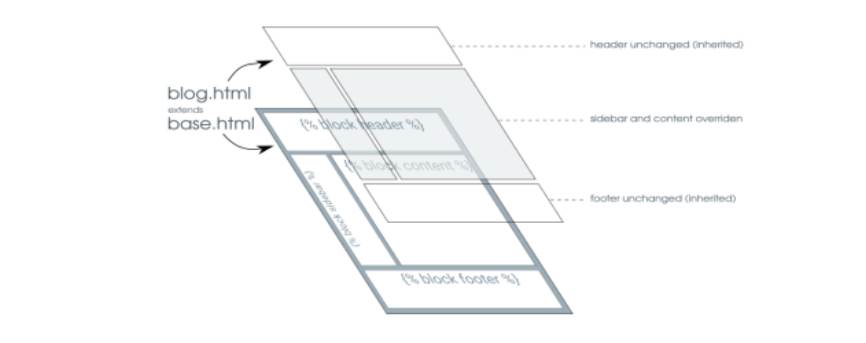 header unchanged (inherited)
blog.html
extends
base.html
sidebar and content overriden
{% block header %}
{% block content %}
{% block sidebar %}
footer unchanged (inherited)
{% block footer %}